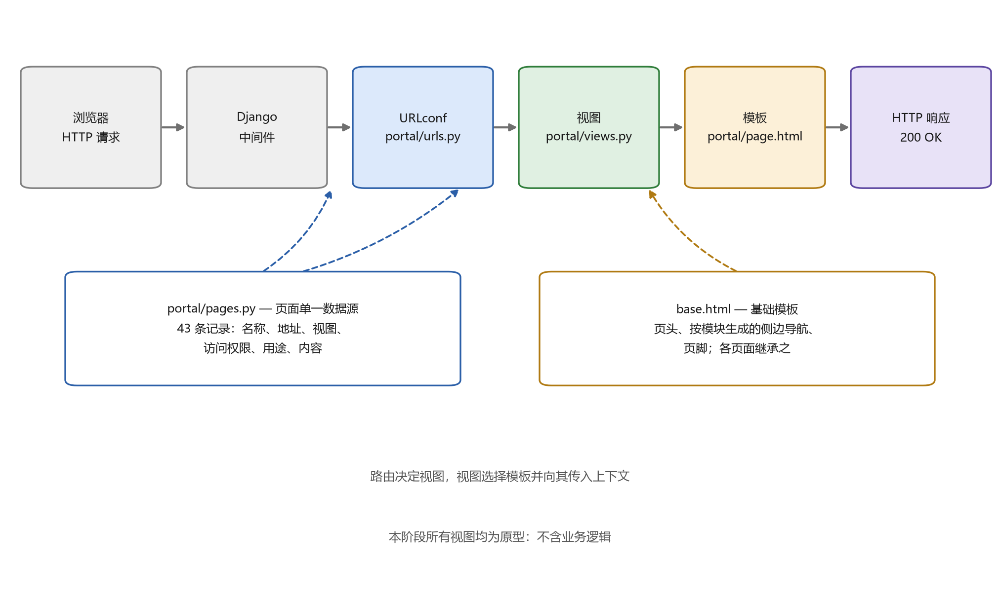 浏览器
HTTP 请求
Django
中间件
URLconf
portal/urls.py
视图
portal/views.py
模板
portal/page.html
HTTP 响应
200 OK
portal/pages.py — 页面单一数据源
43 条记录：名称、地址、视图、
访问权限、用途、内容
base.html — 基础模板
页头、按模块生成的侧边导航、
页脚；各页面继承之
路由决定视图，视图选择模板并向其传入上下文
本阶段所有视图均为原型：不含业务逻辑